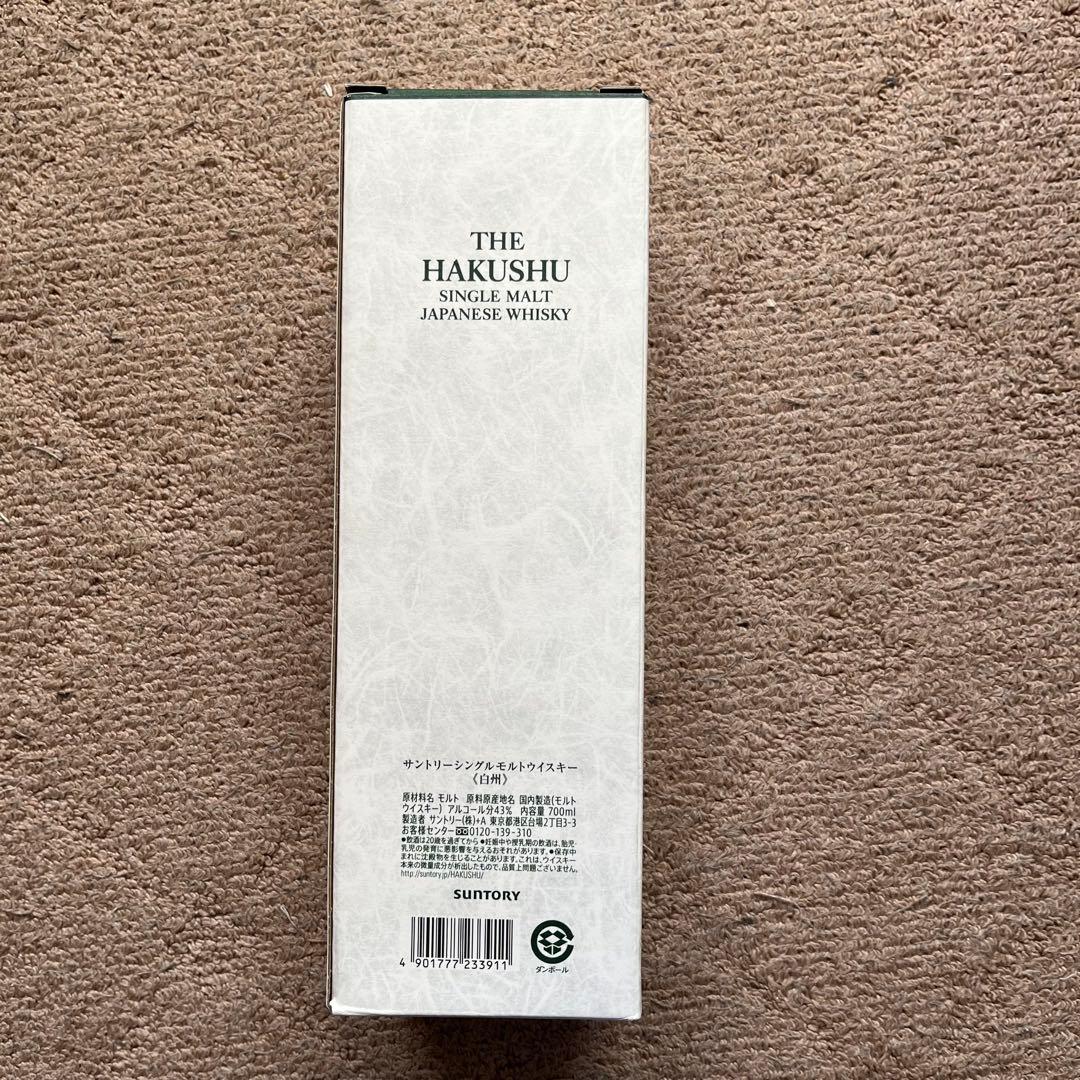 THE
HAKUSHU
SINGLE MALT
JAPANESE WHISKY
サントリーシングルモルトウイスキー
《白州》
原材料名 モルト 原料原産地名 国内製造(モルト
ウイスキー) アルコール分43% 内容量 700ml
製造者 サントリー(株)+A 東京都港区台場2丁目3-3
お客様センター 0120-139-310
●飲酒は20歳を過ぎてから ●妊娠中や授乳期の飲酒は、胎児・
乳児の発育に悪影響を与えるおそれがあります。●保存中
まれに沈殿物を生じることがあります。これは、ウイスキー
本来の微量成分が析出したもので、品質上問題ございません。
http://suntory.jp/HAKUSHU/
SUNTORY
4 901777 233911
ダンボール